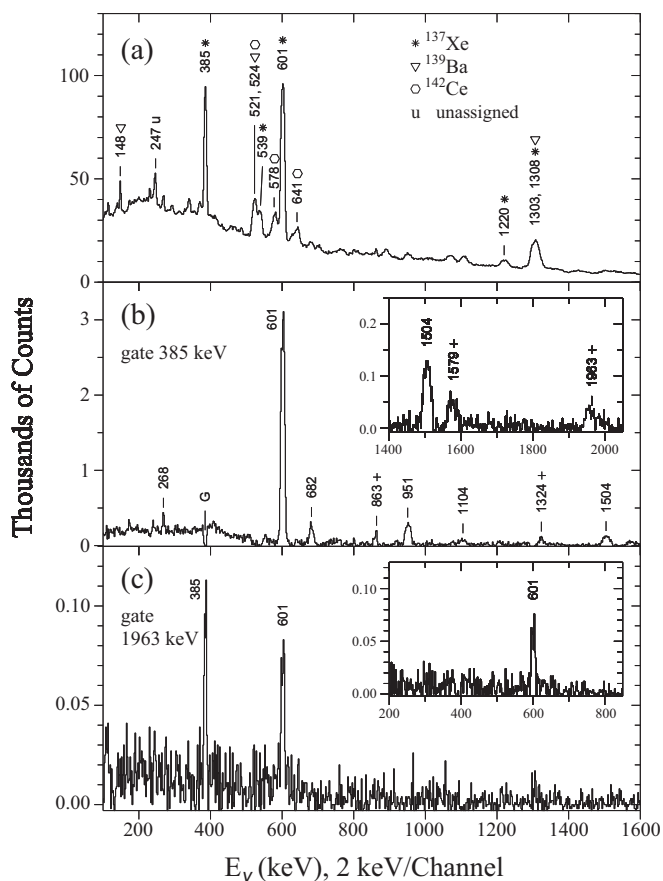 (a)
385 *
601 *
521, 524 ◁ ⬡
539 *
578 ⬡
641 ⬡
148 ◁
247 u
1220 *
1303, 1308 * ▽
* ¹³⁷Xe
▽ ¹³⁹Ba
⬡ ¹⁴²Ce
u unassigned
100
50
0
(b)
gate 385 keV
601
268
G
682
863 +
951
1104
1324 +
1504
3
2
1
0
1504
1579 +
1963 +
0.2
0.1
0.0
1400 1600 1800 2000
Thousands of Counts
(c)
gate
1963 keV
385
601
0.10
0.05
0.00
601
0.10
0.05
0.00
200 400 600 800
200 400 600 800 1000 1200 1400 1600
Eγ (keV), 2 keV/Channel